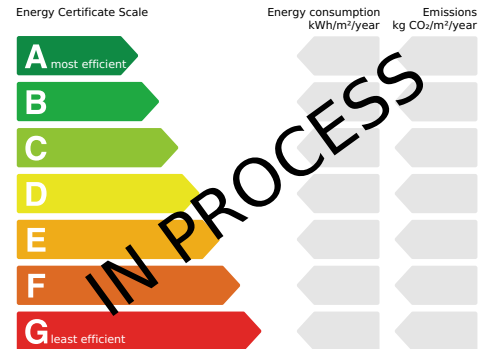 Energy Certificate Scale
Energy consumption
kWh/m²/year
Emissions
kg CO₂/m²/year
A most efficient
B
C
D
E
F
G least efficient
IN PROCESS